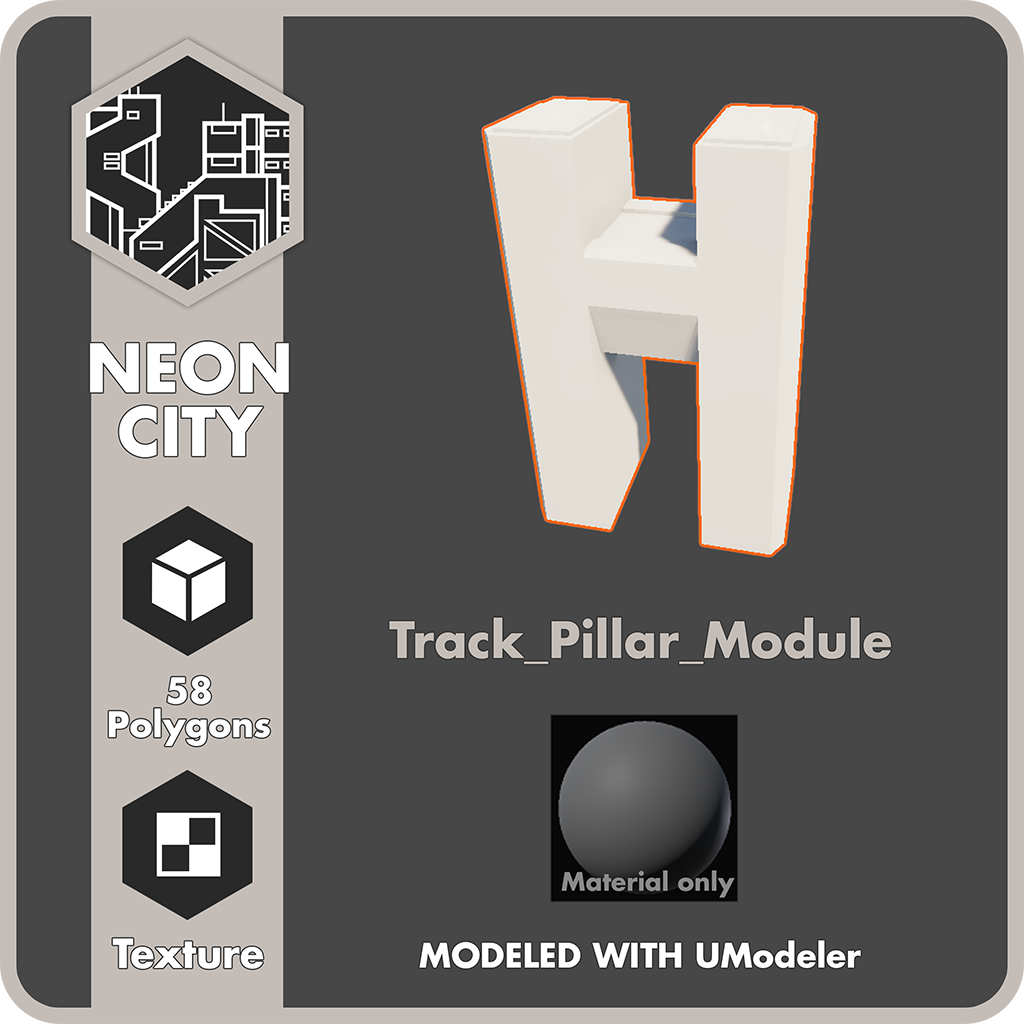 NEON
CITY
58
Polygons
Texture
Track_Pillar_Module
Material only
MODELED WITH UModeler